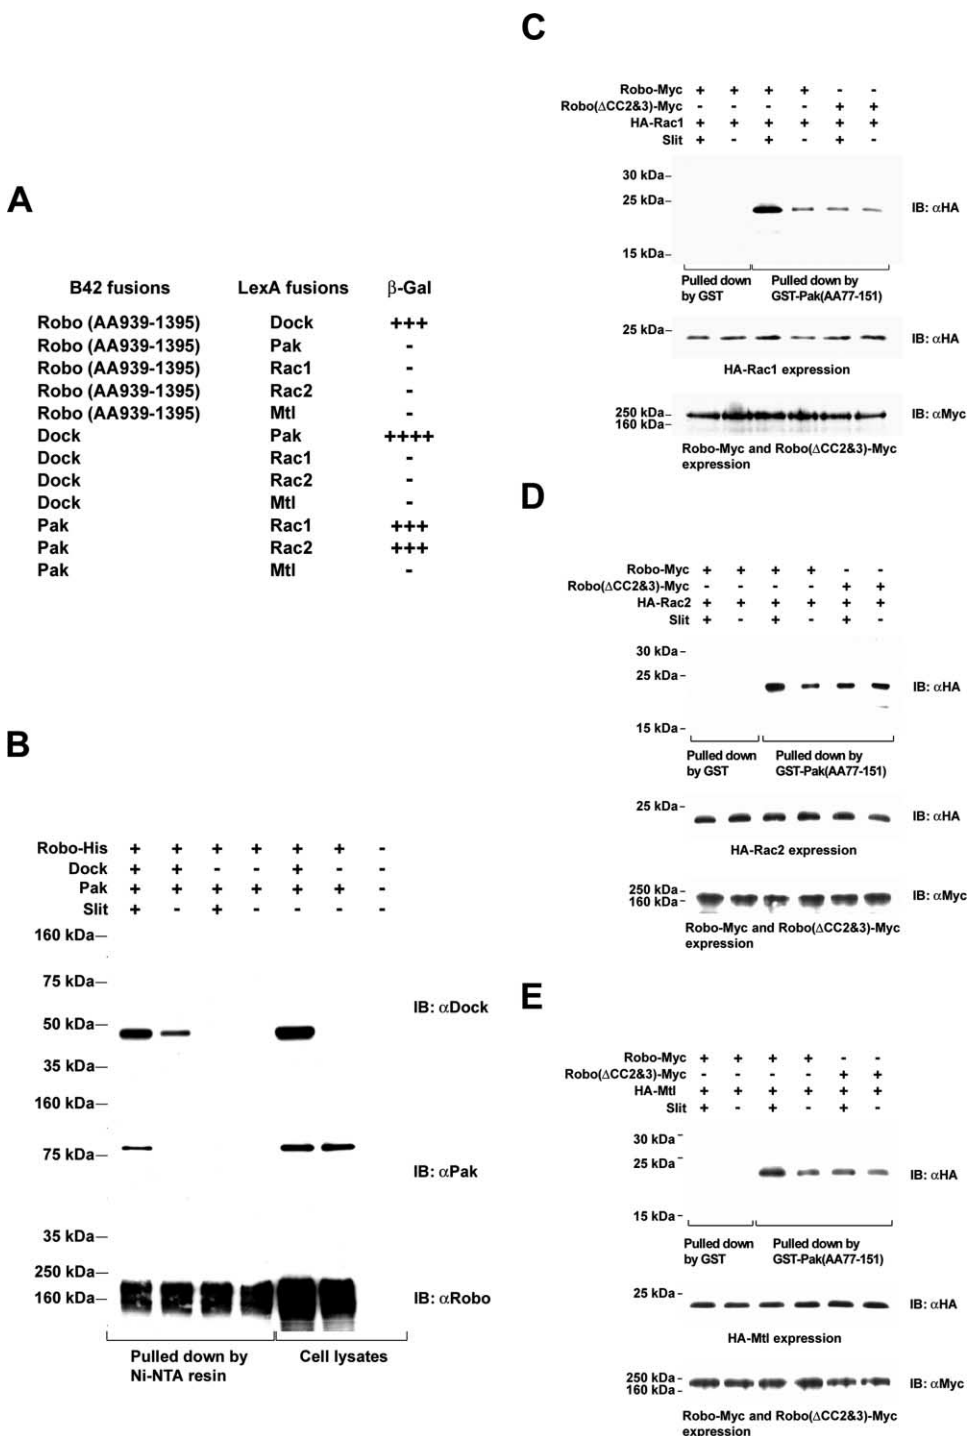 A
B42 fusions LexA fusions β-Gal
Robo (AA939-1395) Dock +++
Robo (AA939-1395) Pak -
Robo (AA939-1395) Rac1 -
Robo (AA939-1395) Rac2 -
Robo (AA939-1395) Mtl -
Dock Pak ++++
Dock Rac1 -
Dock Rac2 -
Dock Mtl -
Pak Rac1 +++
Pak Rac2 +++
Pak Mtl -
B
Robo-His + + + + + + -
Dock + + - - + - -
Pak + + + + + + -
Slit + - + - - - -
160 kDa
75 kDa
IB: αDock
50 kDa
35 kDa
160 kDa
75 kDa
IB: αPak
35 kDa
250 kDa
160 kDa IB: αRobo
Pulled down by Cell lysates
Ni-NTA resin
C
Robo-Myc + + + + - -
Robo(ΔCC2&3)-Myc - - - - + +
HA-Rac1 + + + + + +
Slit + - + - + -
30 kDa
25 kDa IB: αHA
15 kDa
Pulled down Pulled down by
by GST GST-Pak(AA77-151)
25 kDa IB: αHA
HA-Rac1 expression
250 kDa IB: αMyc
160 kDa
Robo-Myc and Robo(ΔCC2&3)-Myc
expression
D
Robo-Myc + + + + - -
Robo(ΔCC2&3)-Myc - - - - + +
HA-Rac2 + + + + + +
Slit + - + - + -
30 kDa
25 kDa IB: αHA
15 kDa
Pulled down Pulled down by
by GST GST-Pak(AA77-151)
25 kDa IB: αHA
HA-Rac2 expression
250 kDa IB: αMyc
160 kDa
Robo-Myc and Robo(ΔCC2&3)-Myc
expression
E
Robo-Myc + + + + - -
Robo(ΔCC2&3)-Myc - - - - + +
HA-Mtl + + + + + +
Slit + - + - + -
30 kDa
25 kDa IB: αHA
15 kDa
Pulled down Pulled down by
by GST GST-Pak(AA77-151)
25 kDa IB: αHA
HA-Mtl expression
250 kDa IB: αMyc
160 kDa
Robo-Myc and Robo(ΔCC2&3)-Myc
expression